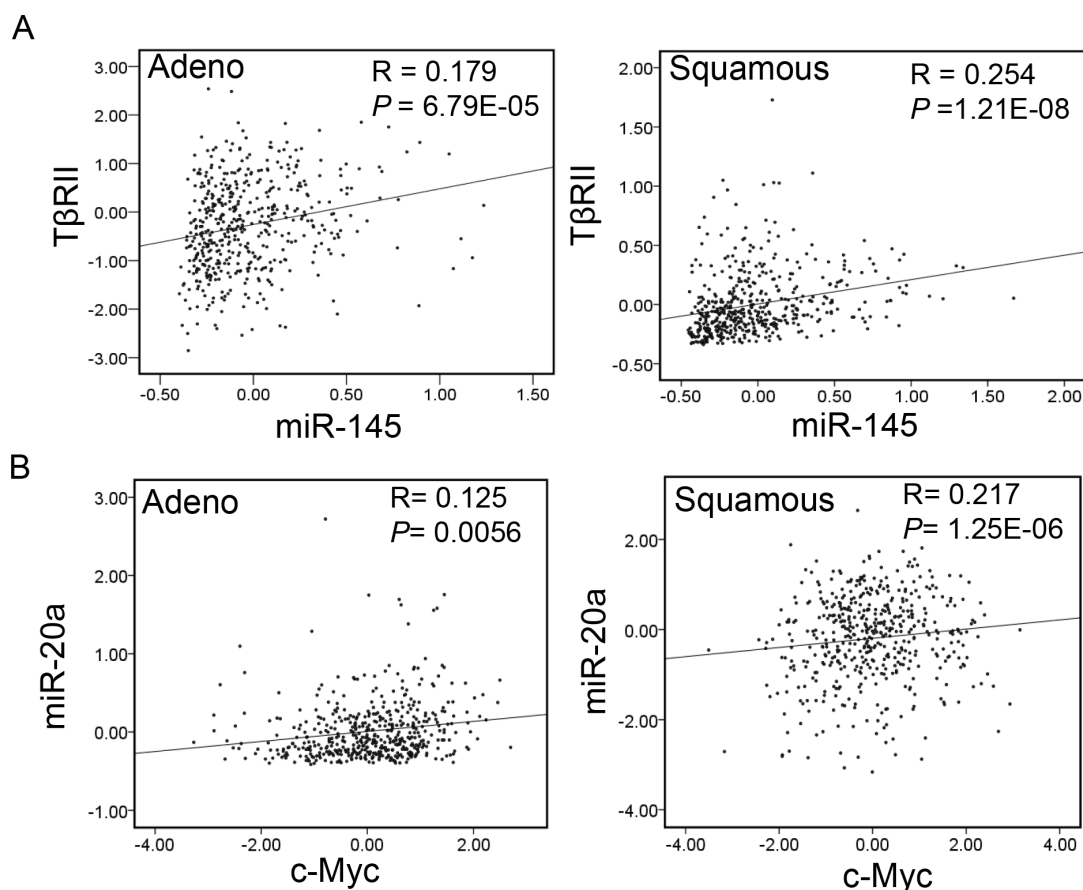 A
Adeno
R = 0.179
P = 6.79E-05
3.00
2.00
1.00
0.00
-1.00
-2.00
-3.00
TβRII
-0.50
0.00
0.50
1.00
1.50
miR-145
Squamous
R = 0.254
P =1.21E-08
2.00
1.50
1.00
0.50
0.00
-0.50
TβRII
-0.50
0.00
0.50
1.00
1.50
2.00
miR-145
B
Adeno
R= 0.125
P= 0.0056
3.00
2.00
1.00
0.00
-1.00
miR-20a
-4.00
-2.00
0.00
2.00
c-Myc
Squamous
R= 0.217
P= 1.25E-06
2.00
0.00
-2.00
-4.00
miR-20a
-4.00
-2.00
0.00
2.00
4.00
c-Myc